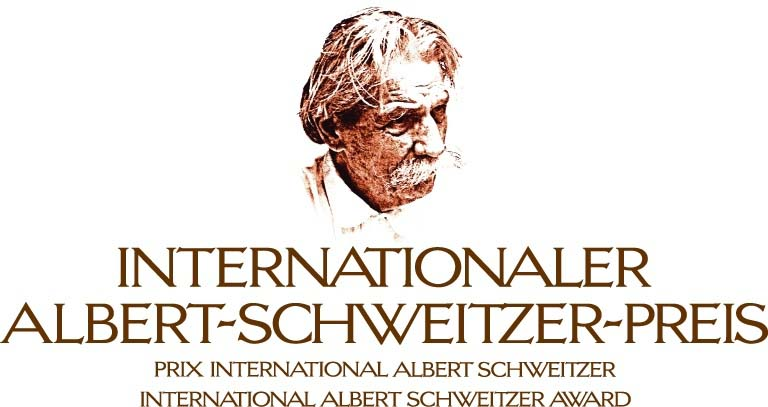 INTERNATIONALER
ALBERT-SCHWEITZER-PREIS
PRIX INTERNATIONAL ALBERT SCHWEITZER
INTERNATIONAL ALBERT SCHWEITZER AWARD